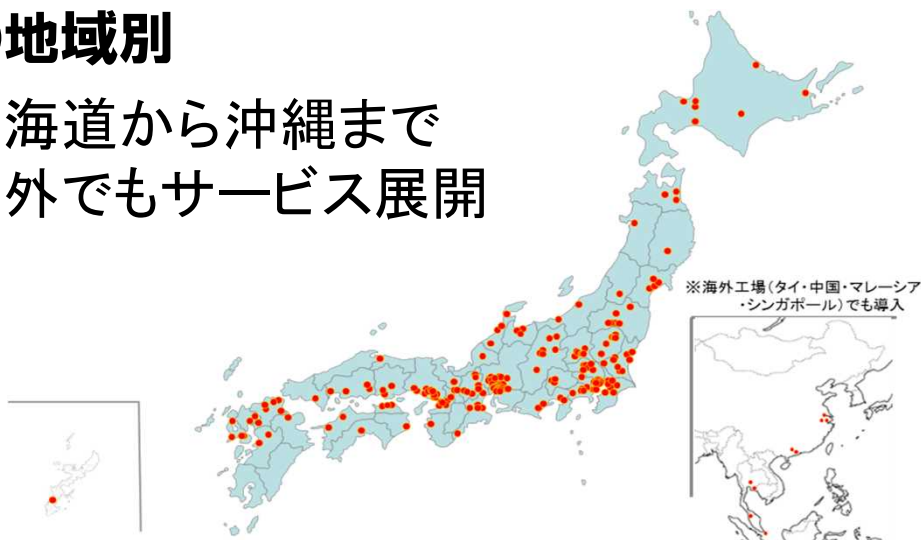 地域別
海道から沖縄まで
外でもサービス展開
※海外工場(タイ・中国・マレーシア
・シンガポール)でも導入